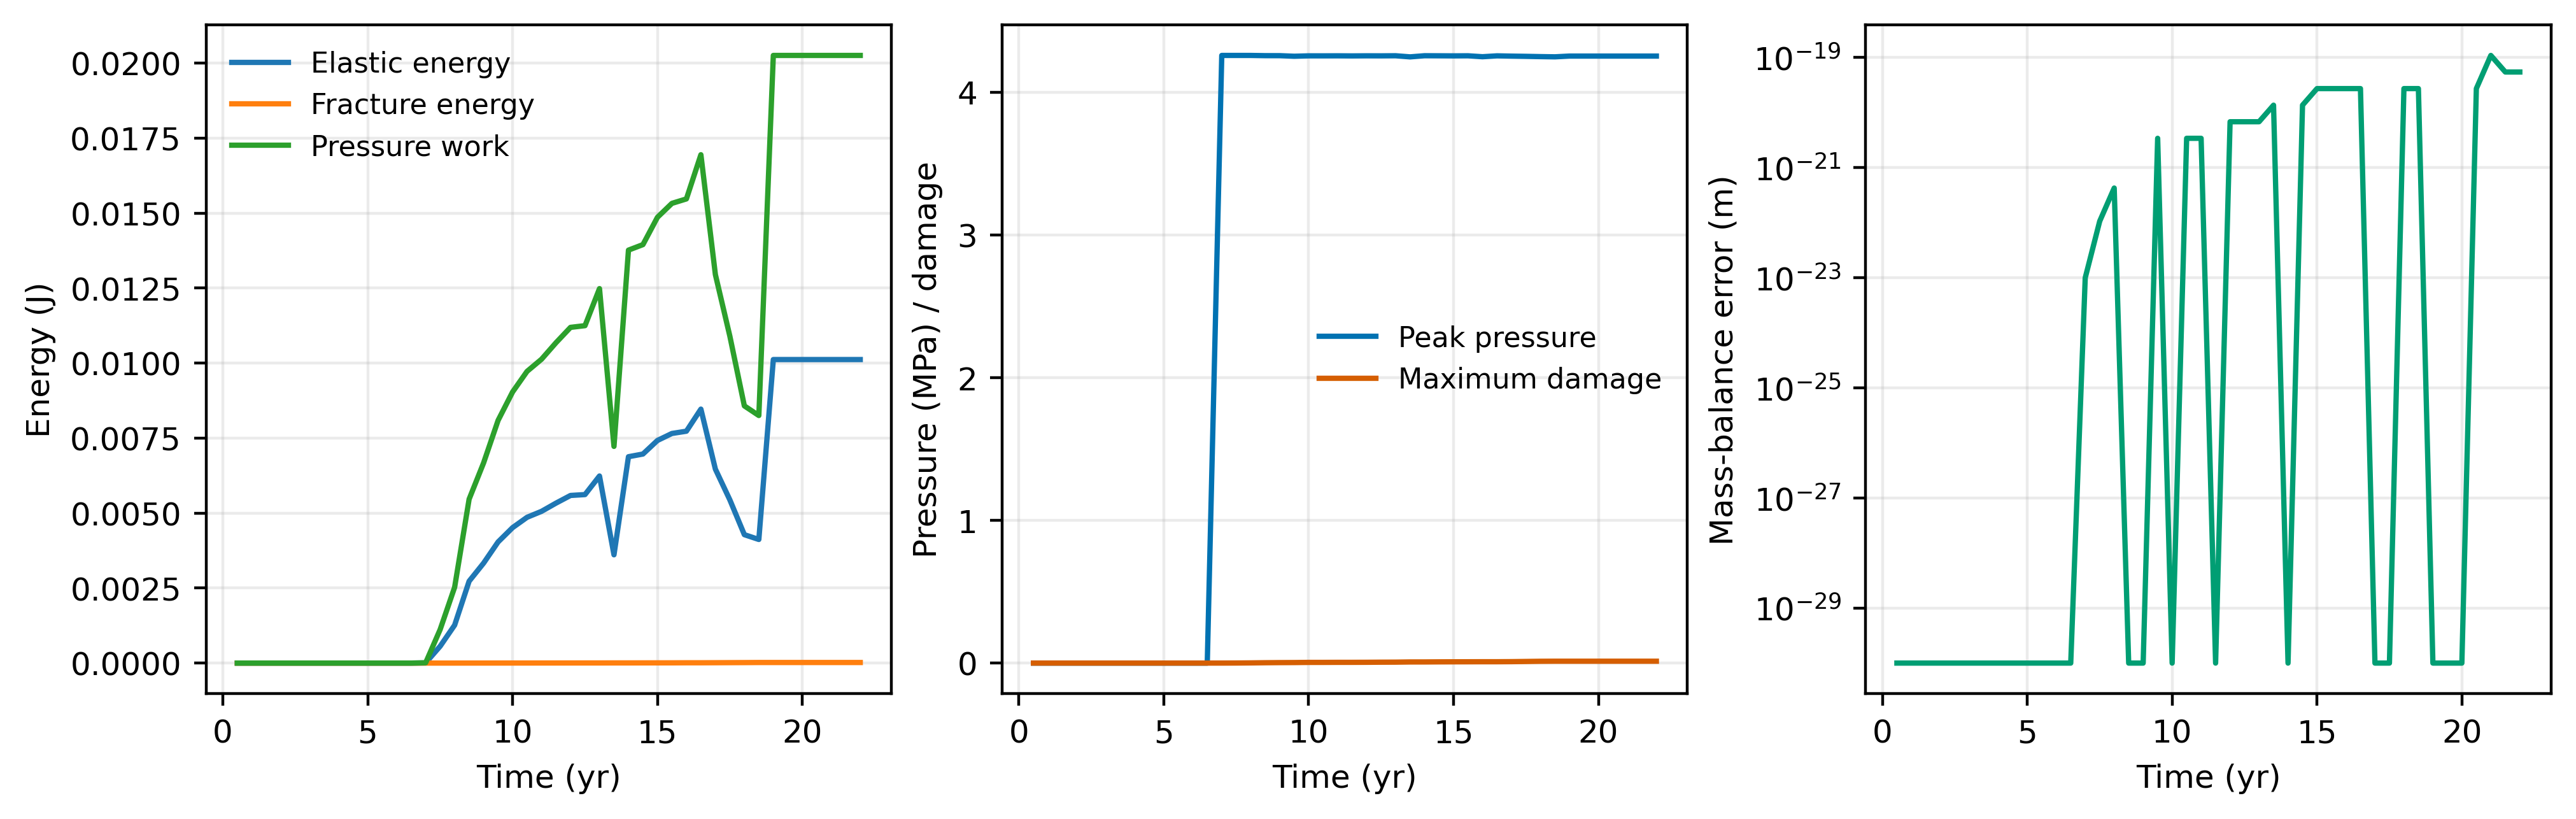 Energy (J)
0.0200
0.0175
0.0150
0.0125
0.0100
0.0075
0.0050
0.0025
0.0000
Elastic energy
Fracture energy
Pressure work
0 5 10 15 20
Time (yr)
Pressure (MPa) / damage
4
3
2
1
0
Peak pressure
Maximum damage
0 5 10 15 20
Time (yr)
Mass-balance error (m)
10⁻¹⁹
10⁻²¹
10⁻²³
10⁻²⁵
10⁻²⁷
10⁻²⁹
0 5 10 15 20
Time (yr)